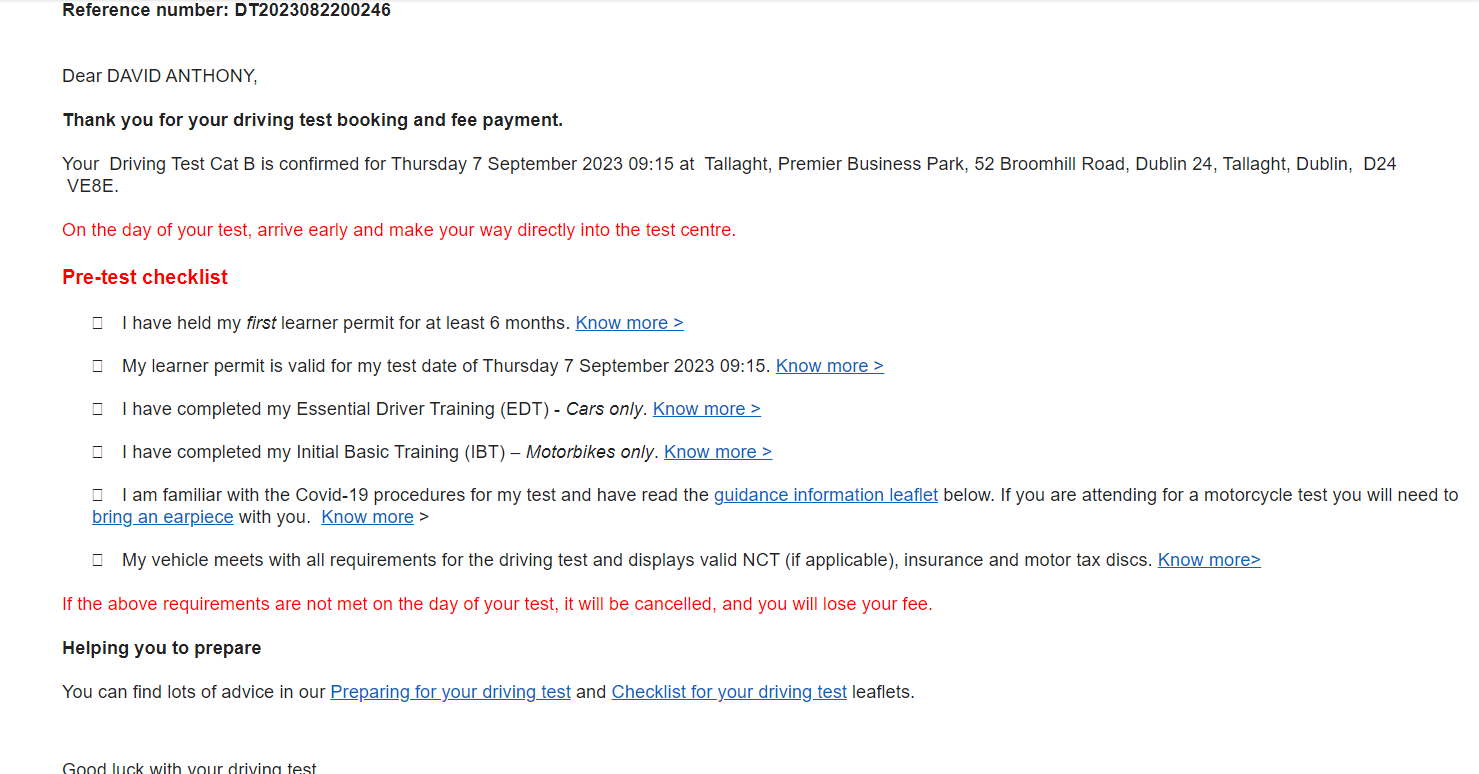 Reference number: DT2023082200246
Dear DAVID ANTHONY,
Thank you for your driving test booking and fee payment.
Your  Driving Test Cat B is confirmed for Thursday 7 September 2023 09:15 at  Tallaght, Premier Business Park, 52 Broomhill Road, Dublin 24, Tallaght, Dublin,  D24
VE8E.
On the day of your test, arrive early and make your way directly into the test centre.
Pre-test checklist
I have held my first learner permit for at least 6 months. Know more >
My learner permit is valid for my test date of Thursday 7 September 2023 09:15. Know more >
I have completed my Essential Driver Training (EDT) - Cars only. Know more >
I have completed my Initial Basic Training (IBT) – Motorbikes only. Know more >
I am familiar with the Covid-19 procedures for my test and have read the guidance information leaflet below. If you are attending for a motorcycle test you will need to
bring an earpiece with you.  Know more >
My vehicle meets with all requirements for the driving test and displays valid NCT (if applicable), insurance and motor tax discs. Know more>
If the above requirements are not met on the day of your test, it will be cancelled, and you will lose your fee.
Helping you to prepare
You can find lots of advice in our Preparing for your driving test and Checklist for your driving test leaflets.
Good luck with your driving test